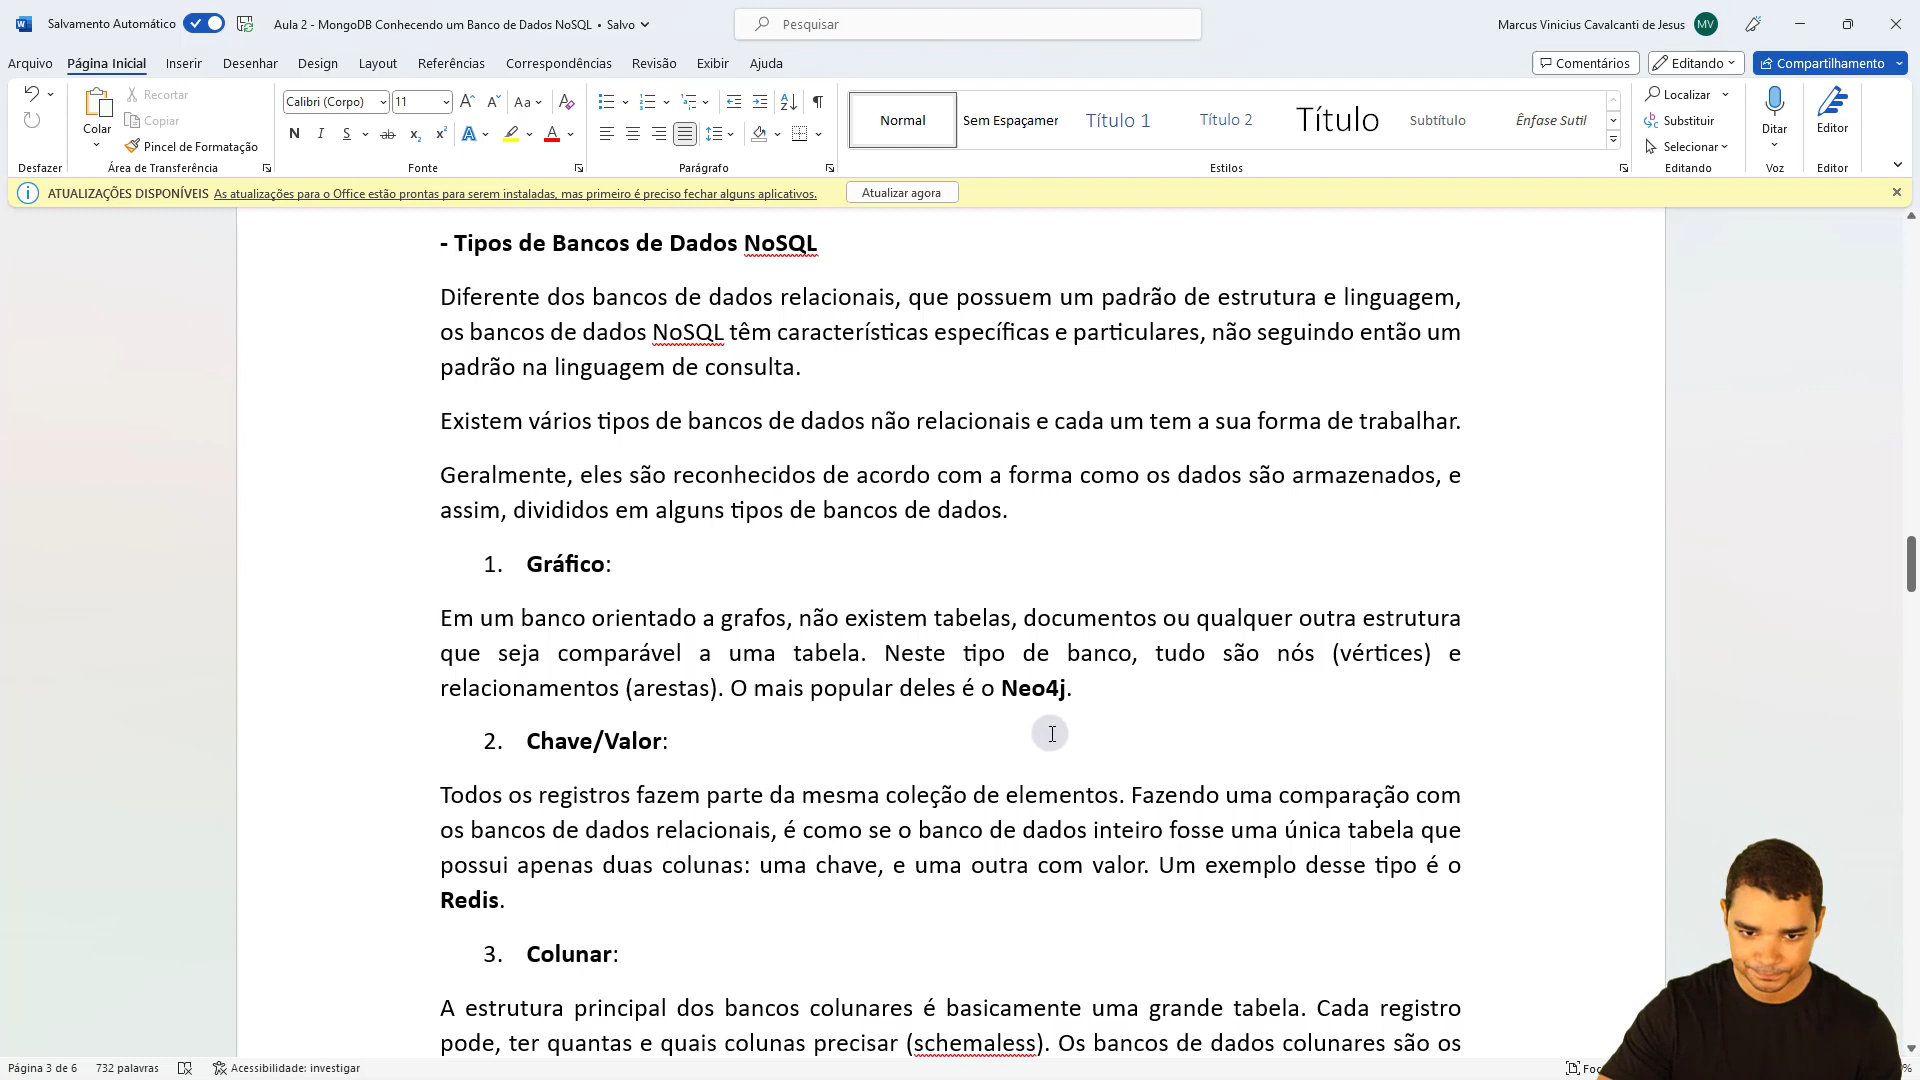 Salvamento Automático
Aula 2 - MongoDB Conhecendo um Banco de Dados NoSQL • Salvo
Pesquisar
Marcus Vinicius Cavalcanti de Jesus
MV
Arquivo Página Inicial Inserir Desenhar Design Layout Referências Correspondências Revisão Exibir Ajuda
Comentários Editando Compartilhamento
Colar
Recortar
Copiar
Pincel de Formatação
Calibri (Corpo) 11
Normal Sem Espaçamer Título 1 Título 2 Título Subtítulo Ênfase Sutil
Localizar
Substituir
Selecionar
Ditar
Editor
Desfazer Área de Transferência Fonte Parágrafo Estilos Editando Voz Editor
ATUALIZAÇÕES DISPONÍVEIS As atualizações para o Office estão prontas para serem instaladas, mas primeiro é preciso fechar alguns aplicativos. Atualizar agora
- Tipos de Bancos de Dados NoSQL
Diferente dos bancos de dados relacionais, que possuem um padrão de estrutura e linguagem,
os bancos de dados NoSQL têm características específicas e particulares, não seguindo então um
padrão na linguagem de consulta.
Existem vários tipos de bancos de dados não relacionais e cada um tem a sua forma de trabalhar.
Geralmente, eles são reconhecidos de acordo com a forma como os dados são armazenados, e
assim, divididos em alguns tipos de bancos de dados.
1. Gráfico:
Em um banco orientado a grafos, não existem tabelas, documentos ou qualquer outra estrutura
que seja comparável a uma tabela. Neste tipo de banco, tudo são nós (vértices) e
relacionamentos (arestas). O mais popular deles é o Neo4j.
2. Chave/Valor:
Todos os registros fazem parte da mesma coleção de elementos. Fazendo uma comparação com
os bancos de dados relacionais, é como se o banco de dados inteiro fosse uma única tabela que
possui apenas duas colunas: uma chave, e uma outra com valor. Um exemplo desse tipo é o
Redis.
3. Colunar:
A estrutura principal dos bancos colunares é basicamente uma grande tabela. Cada registro
pode, ter quantas e quais colunas precisar (schemaless). Os bancos de dados colunares são os
Página 3 de 6 732 palavras Acessibilidade: investigar